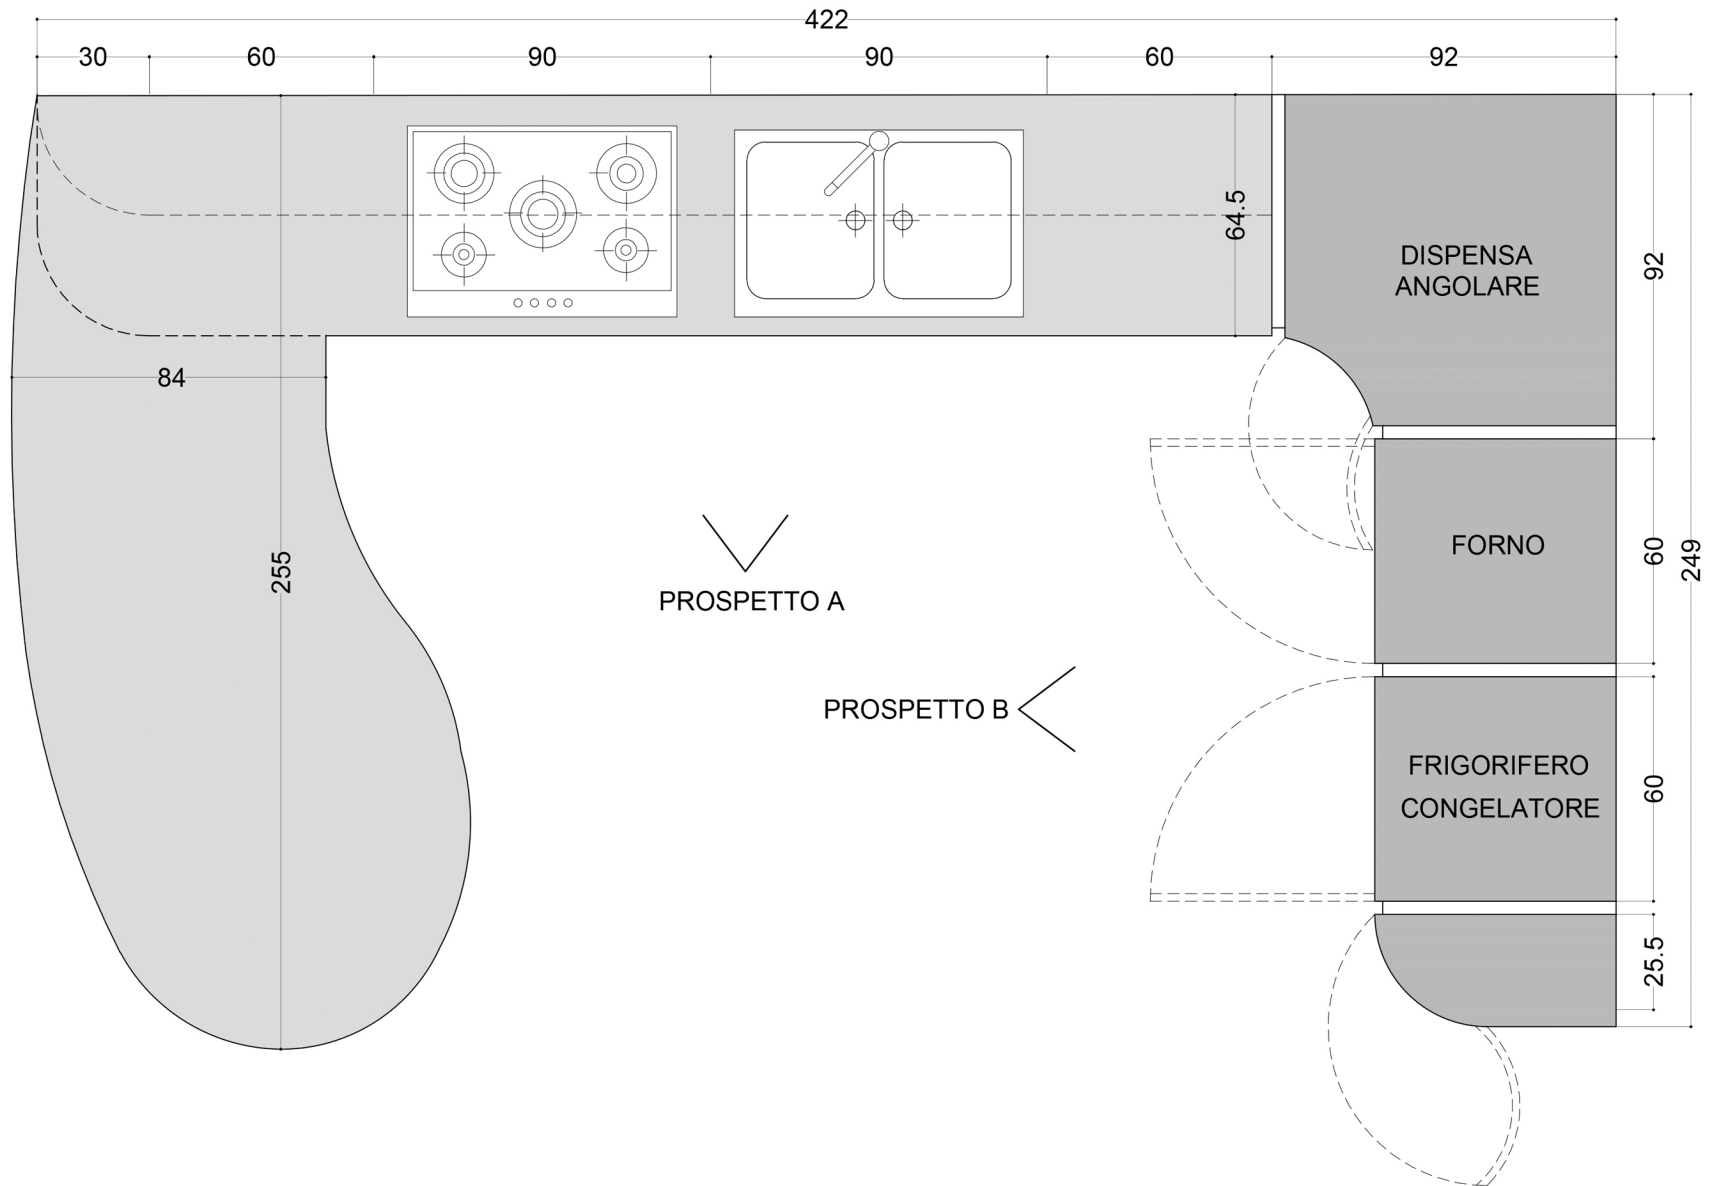 422
30 60 90 90 60 92
64.5
DISPENSA
ANGOLARE
92
84
FORNO
60
249
255
PROSPETTO A
PROSPETTO B
FRIGORIFERO
CONGELATORE
60
25.5